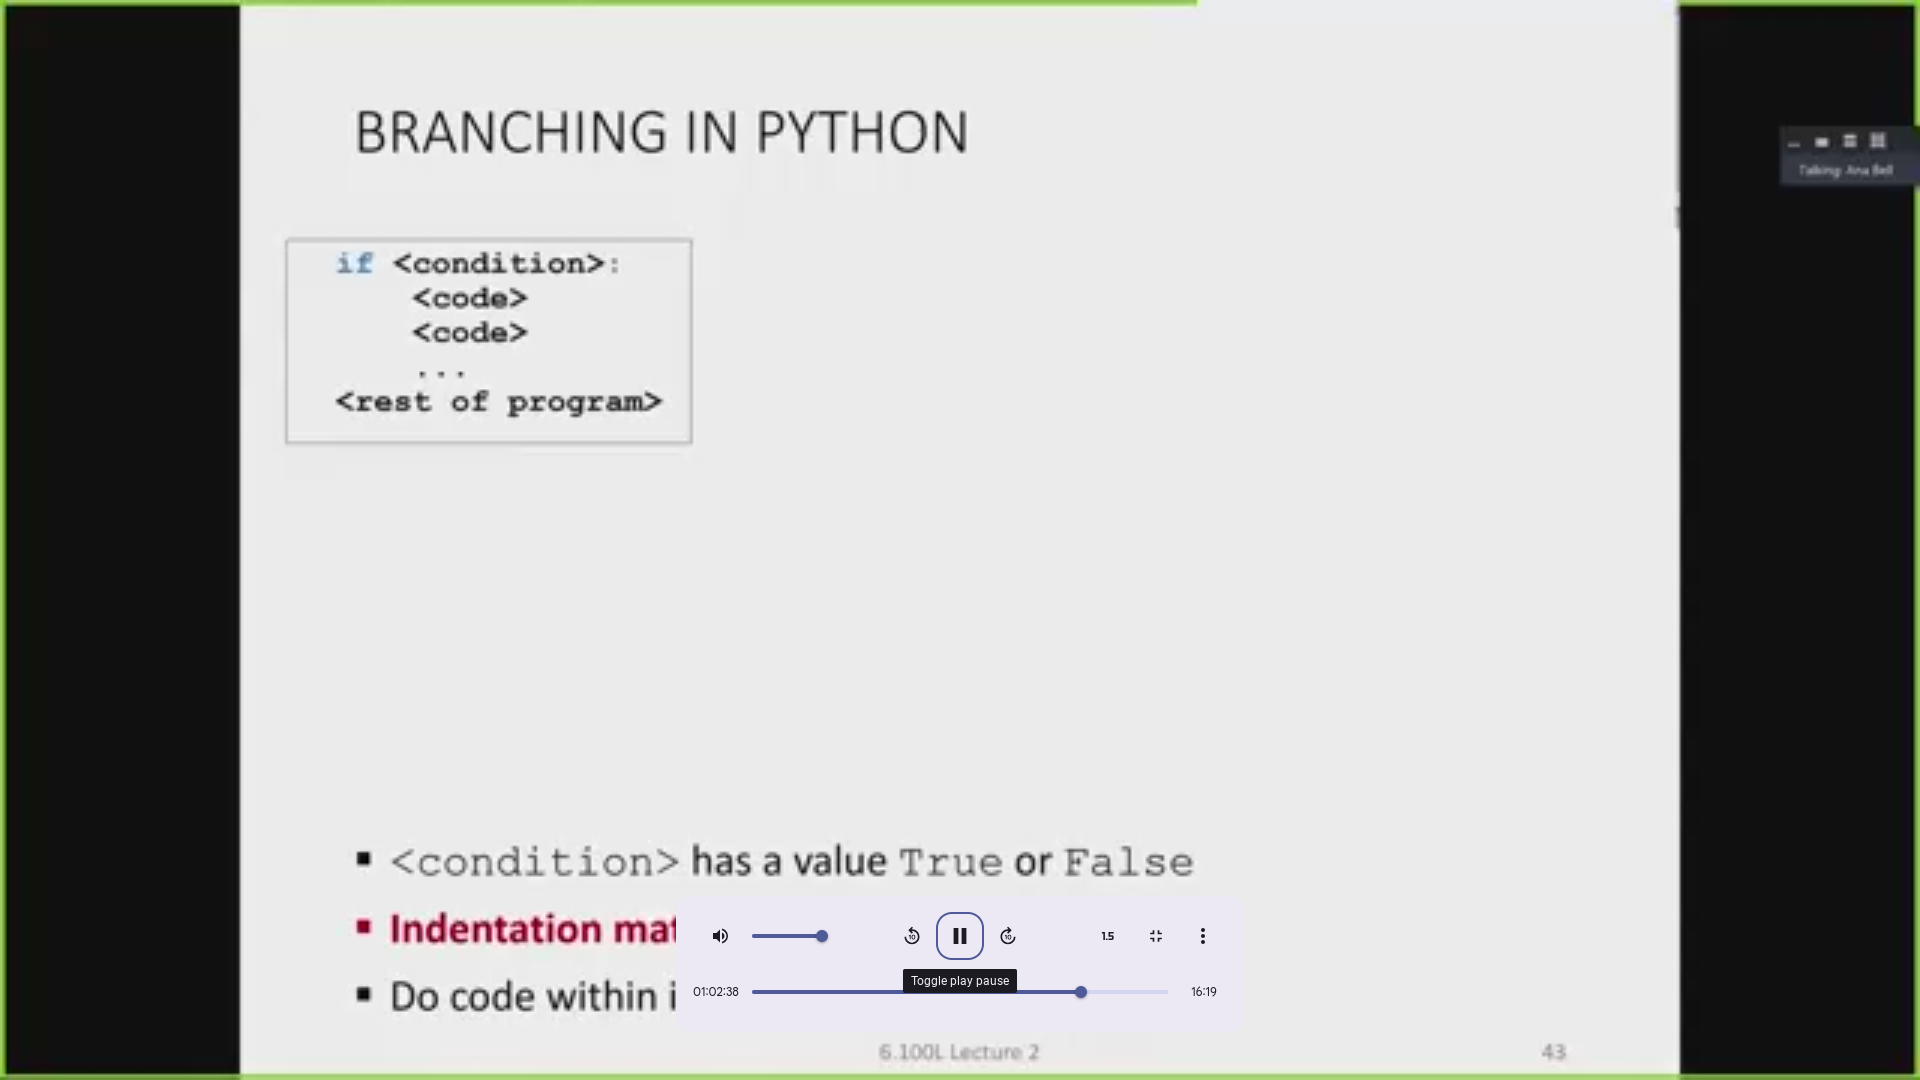 BRANCHING IN PYTHON
Talking: Ana Bell
if <condition>:
<code>
<code>
...
<rest of program>
■ <condition> has a value True or False
■ Indentation mat
■ Do code within i
10
10
1.5
Toggle play pause
01:02:38
16:19
6.100L Lecture 2
43